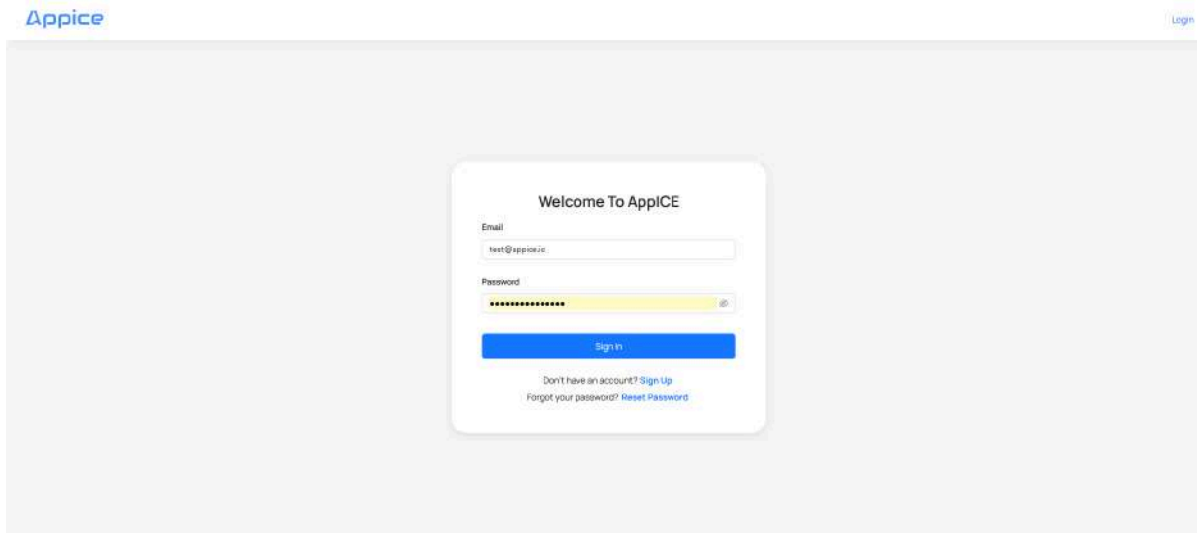 Appice
Login
Welcome To AppICE
Email
test@appice.io
Password
Sign In
Don't have an account? Sign Up
Forgot your password? Reset Password